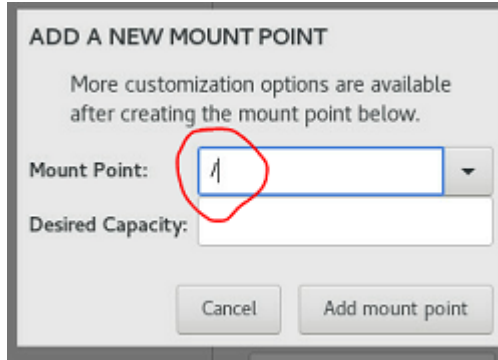 ADD A NEW MOUNT POINT
More customization options are available
after creating the mount point below.
Mount Point: /
Desired Capacity:
Cancel Add mount point